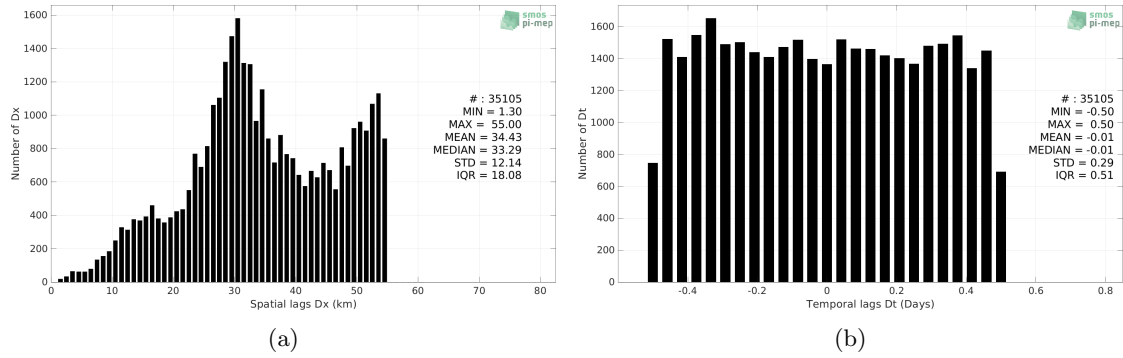 1600
1400
1200
1000
800
600
400
200
0
Number of Dx
0 10 20 30 40 50 60 70 80
Spatial lags Dx (km)
smos
pi-mep
# : 35105
MIN = 1.30
MAX = 55.00
MEAN = 34.43
MEDIAN = 33.29
STD = 12.14
IQR = 18.08
(a)
1600
1400
1200
1000
800
600
400
200
0
Number of Dt
-0.4 -0.2 0 0.2 0.4 0.6 0.8
Temporal lags Dt (Days)
smos
pi-mep
# : 35105
MIN = -0.50
MAX = 0.50
MEAN = -0.01
MEDIAN = -0.01
STD = 0.29
IQR = 0.51
(b)